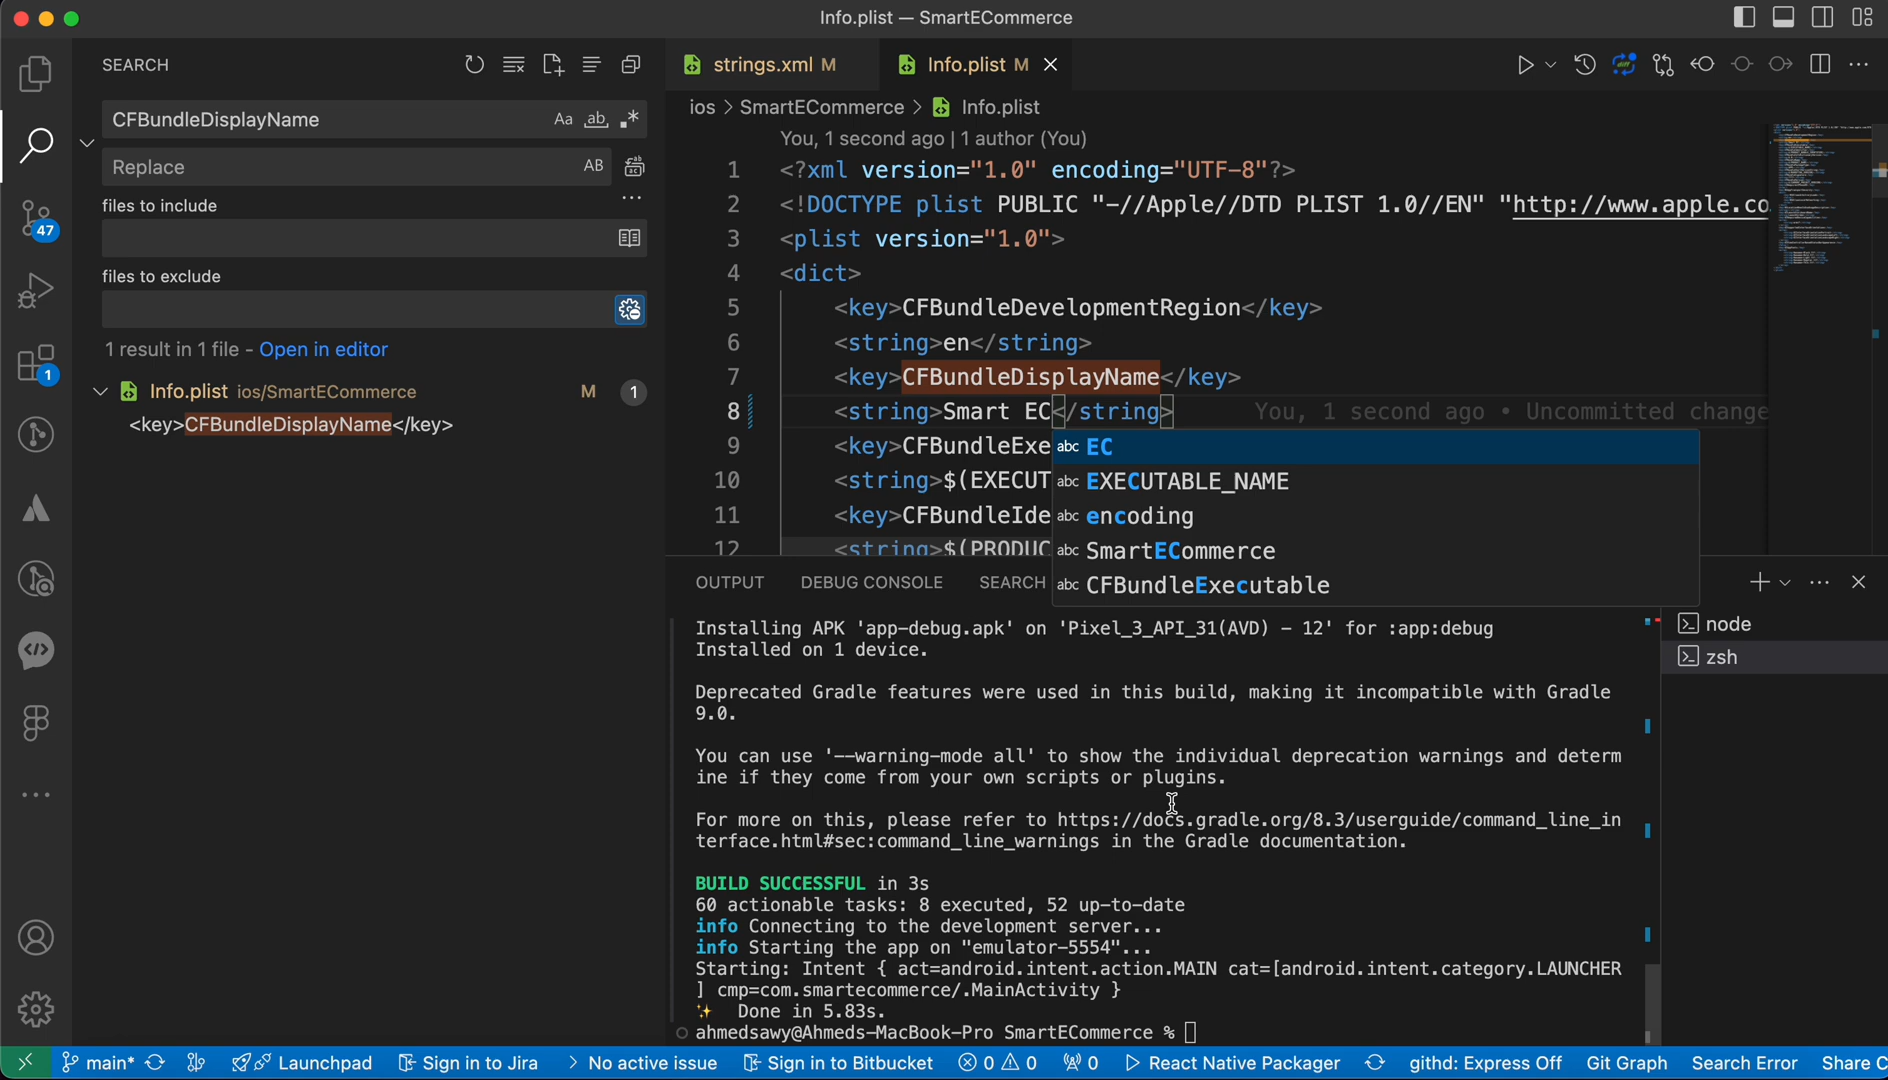 Info.plist — SmartECommerce
SEARCH
CFBundleDisplayName
Aa
ab
Replace
AB
files to include
files to exclude
1 result in 1 file - Open in editor
Info.plist ios/SmartECommerce M 1
<key>CFBundleDisplayName</key>
47
1
strings.xml M
Info.plist M
ios > SmartECommerce > Info.plist
You, 1 second ago | 1 author (You)
1 <?xml version="1.0" encoding="UTF-8"?>
2 <!DOCTYPE plist PUBLIC "-//Apple//DTD PLIST 1.0//EN" "http://www.apple.co
3 <plist version="1.0">
4 <dict>
5 <key>CFBundleDevelopmentRegion</key>
6 <string>en</string>
7 <key>CFBundleDisplayName</key>
8 <string>Smart EC</string> You, 1 second ago • Uncommitted change
9 <key>CFBundleExe
10 <string>$(EXECUT
11 <key>CFBundleIde
12 <string>$(PRODUC
abc EC
abc EXECUTABLE_NAME
abc encoding
abc SmartECommerce
abc CFBundleExecutable
OUTPUT DEBUG CONSOLE SEARCH
node
zsh
Installing APK 'app-debug.apk' on 'Pixel_3_API_31(AVD) - 12' for :app:debug
Installed on 1 device.
Deprecated Gradle features were used in this build, making it incompatible with Gradle
9.0.
You can use '--warning-mode all' to show the individual deprecation warnings and determ
ine if they come from your own scripts or plugins.
For more on this, please refer to https://docs.gradle.org/8.3/userguide/command_line_in
terface.html#sec:command_line_warnings in the Gradle documentation.
BUILD SUCCESSFUL in 3s
60 actionable tasks: 8 executed, 52 up-to-date
info Connecting to the development server...
info Starting the app on "emulator-5554"...
Starting: Intent { act=android.intent.action.MAIN cat=[android.intent.category.LAUNCHER
] cmp=com.smartecommerce/.MainActivity }
✨ Done in 5.83s.
ahmedsawy@Ahmeds-MacBook-Pro SmartECommerce %
main* Launchpad Sign in to Jira No active issue Sign in to Bitbucket 0 0 0 React Native Packager githd: Express Off Git Graph Search Error Share C